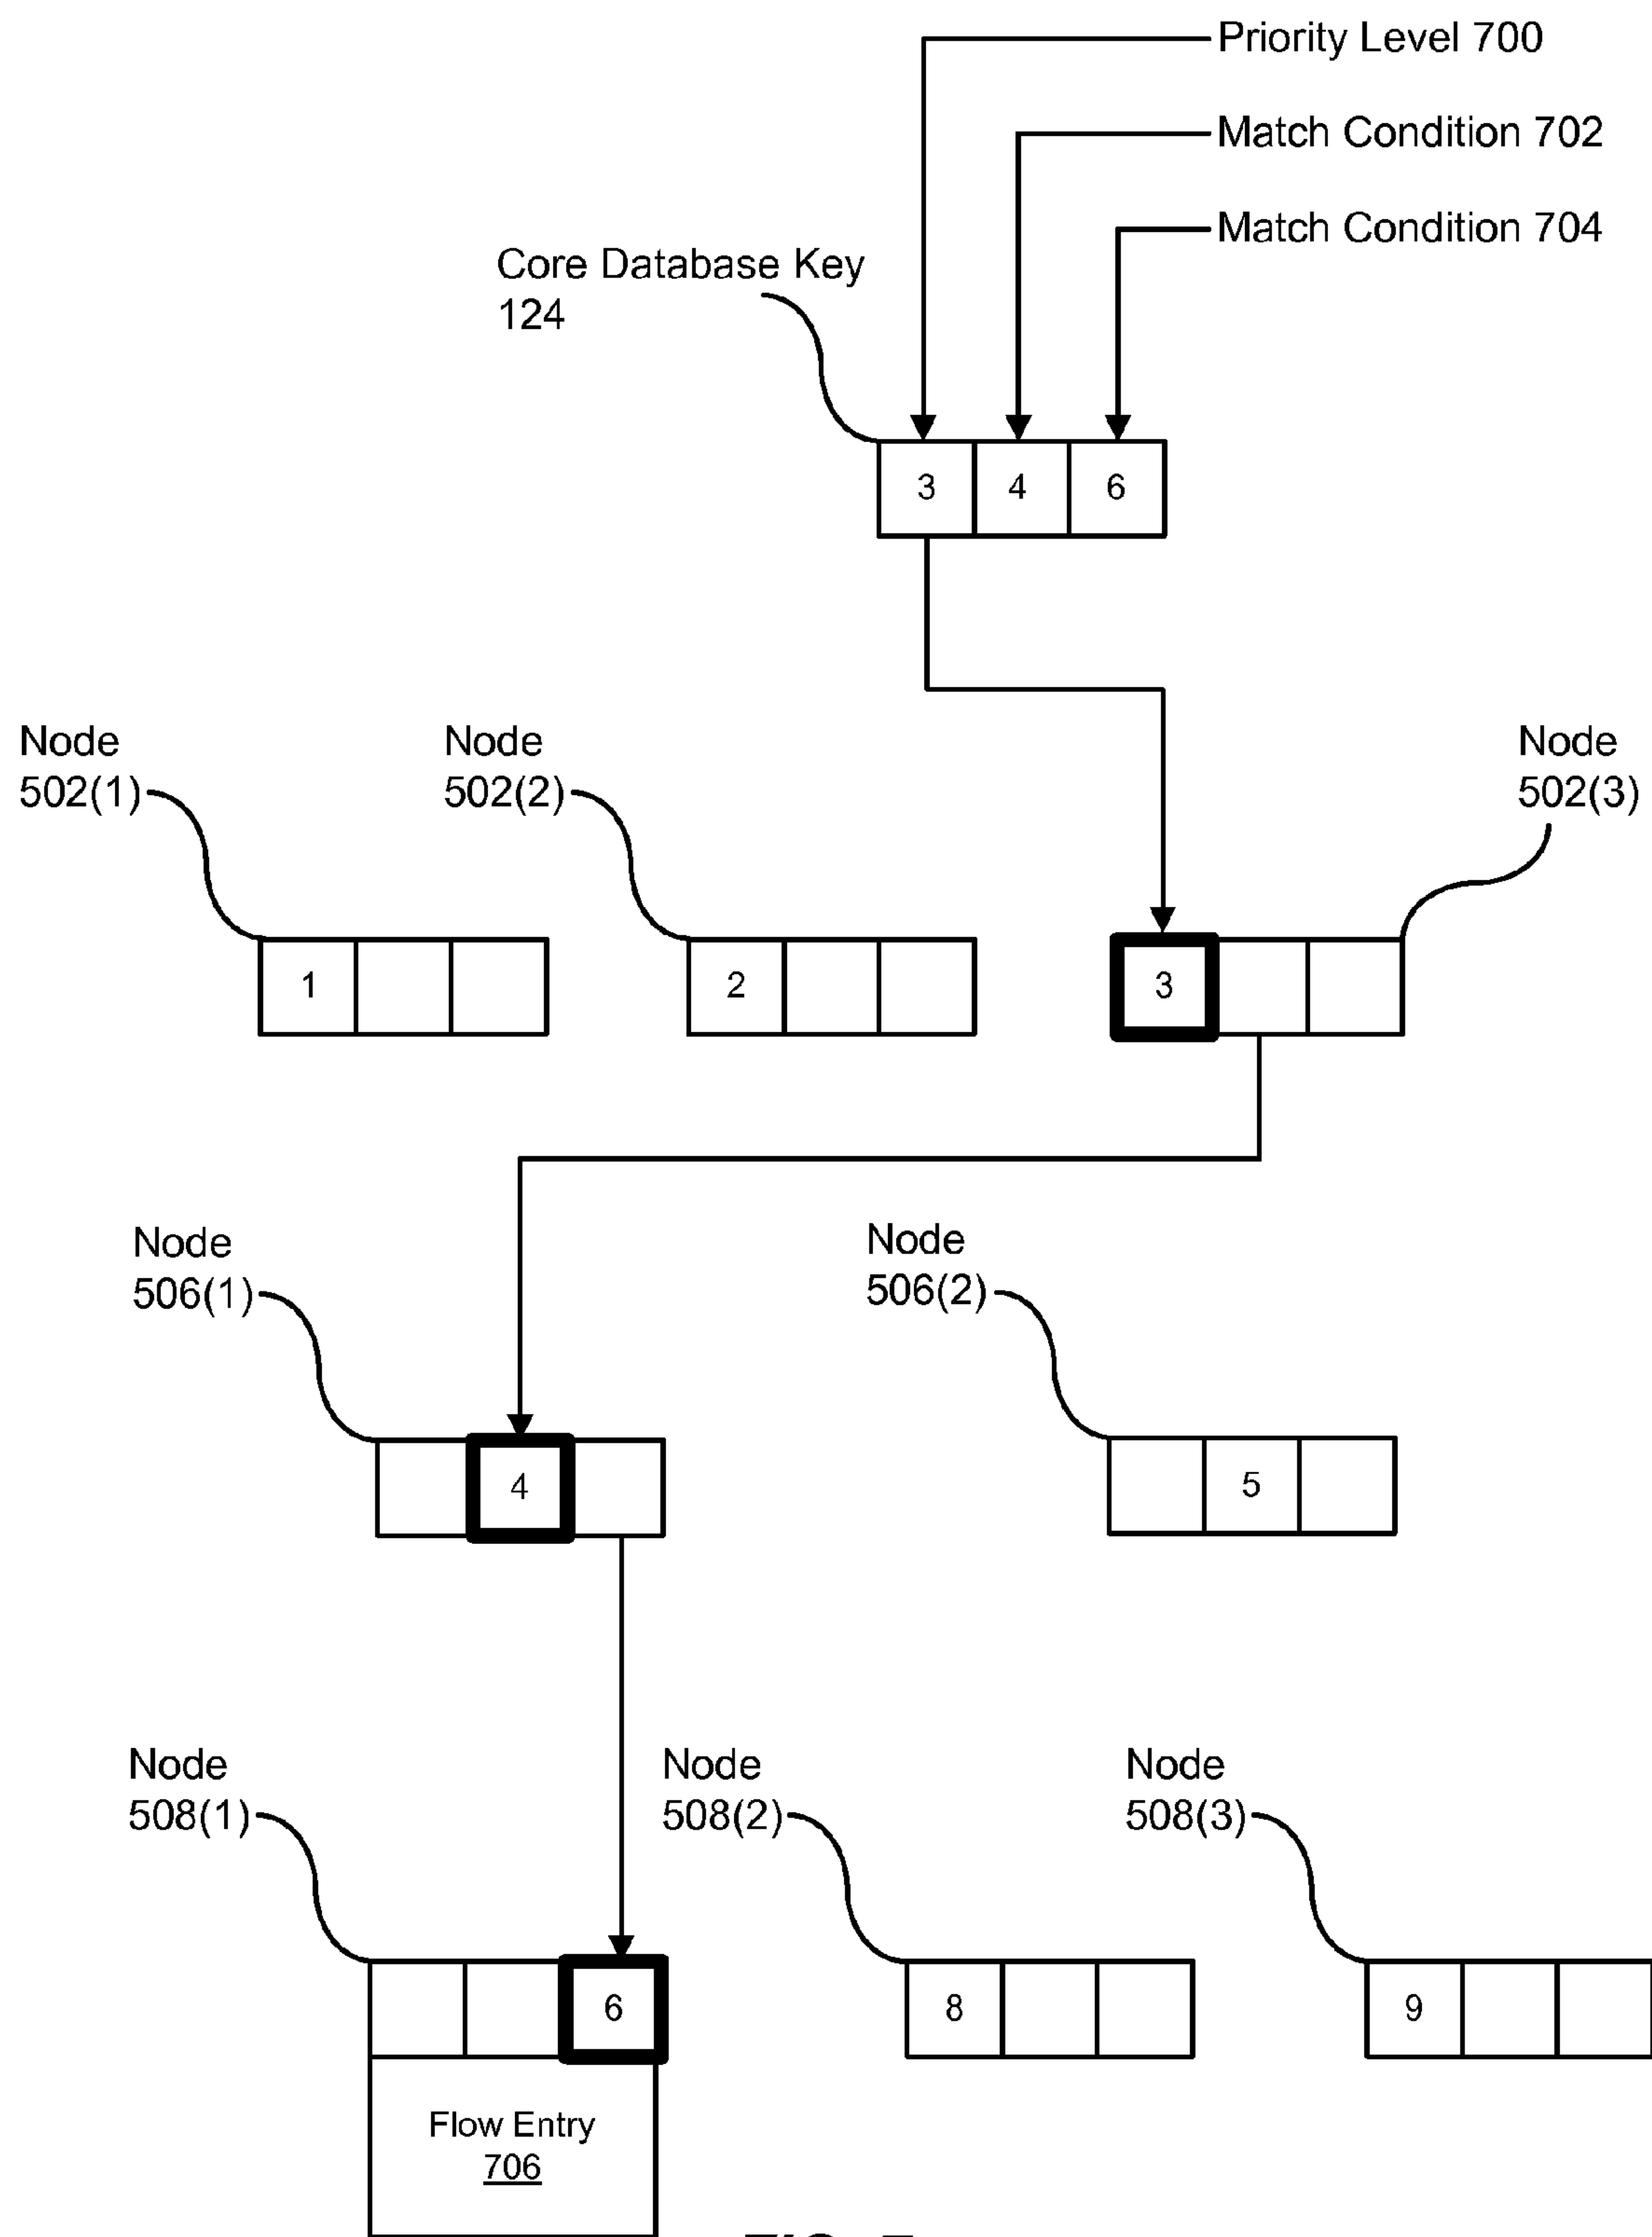 Priority Level 700
Match Condition 702
Match Condition 704
Core Database Key
124
3 4 6
Node
502(1)
Node
502(2)
Node
502(3)
1
2
3
Node
506(1)
Node
506(2)
4
5
Node
508(1)
Node
508(2)
Node
508(3)
6
8
9
Flow Entry
706